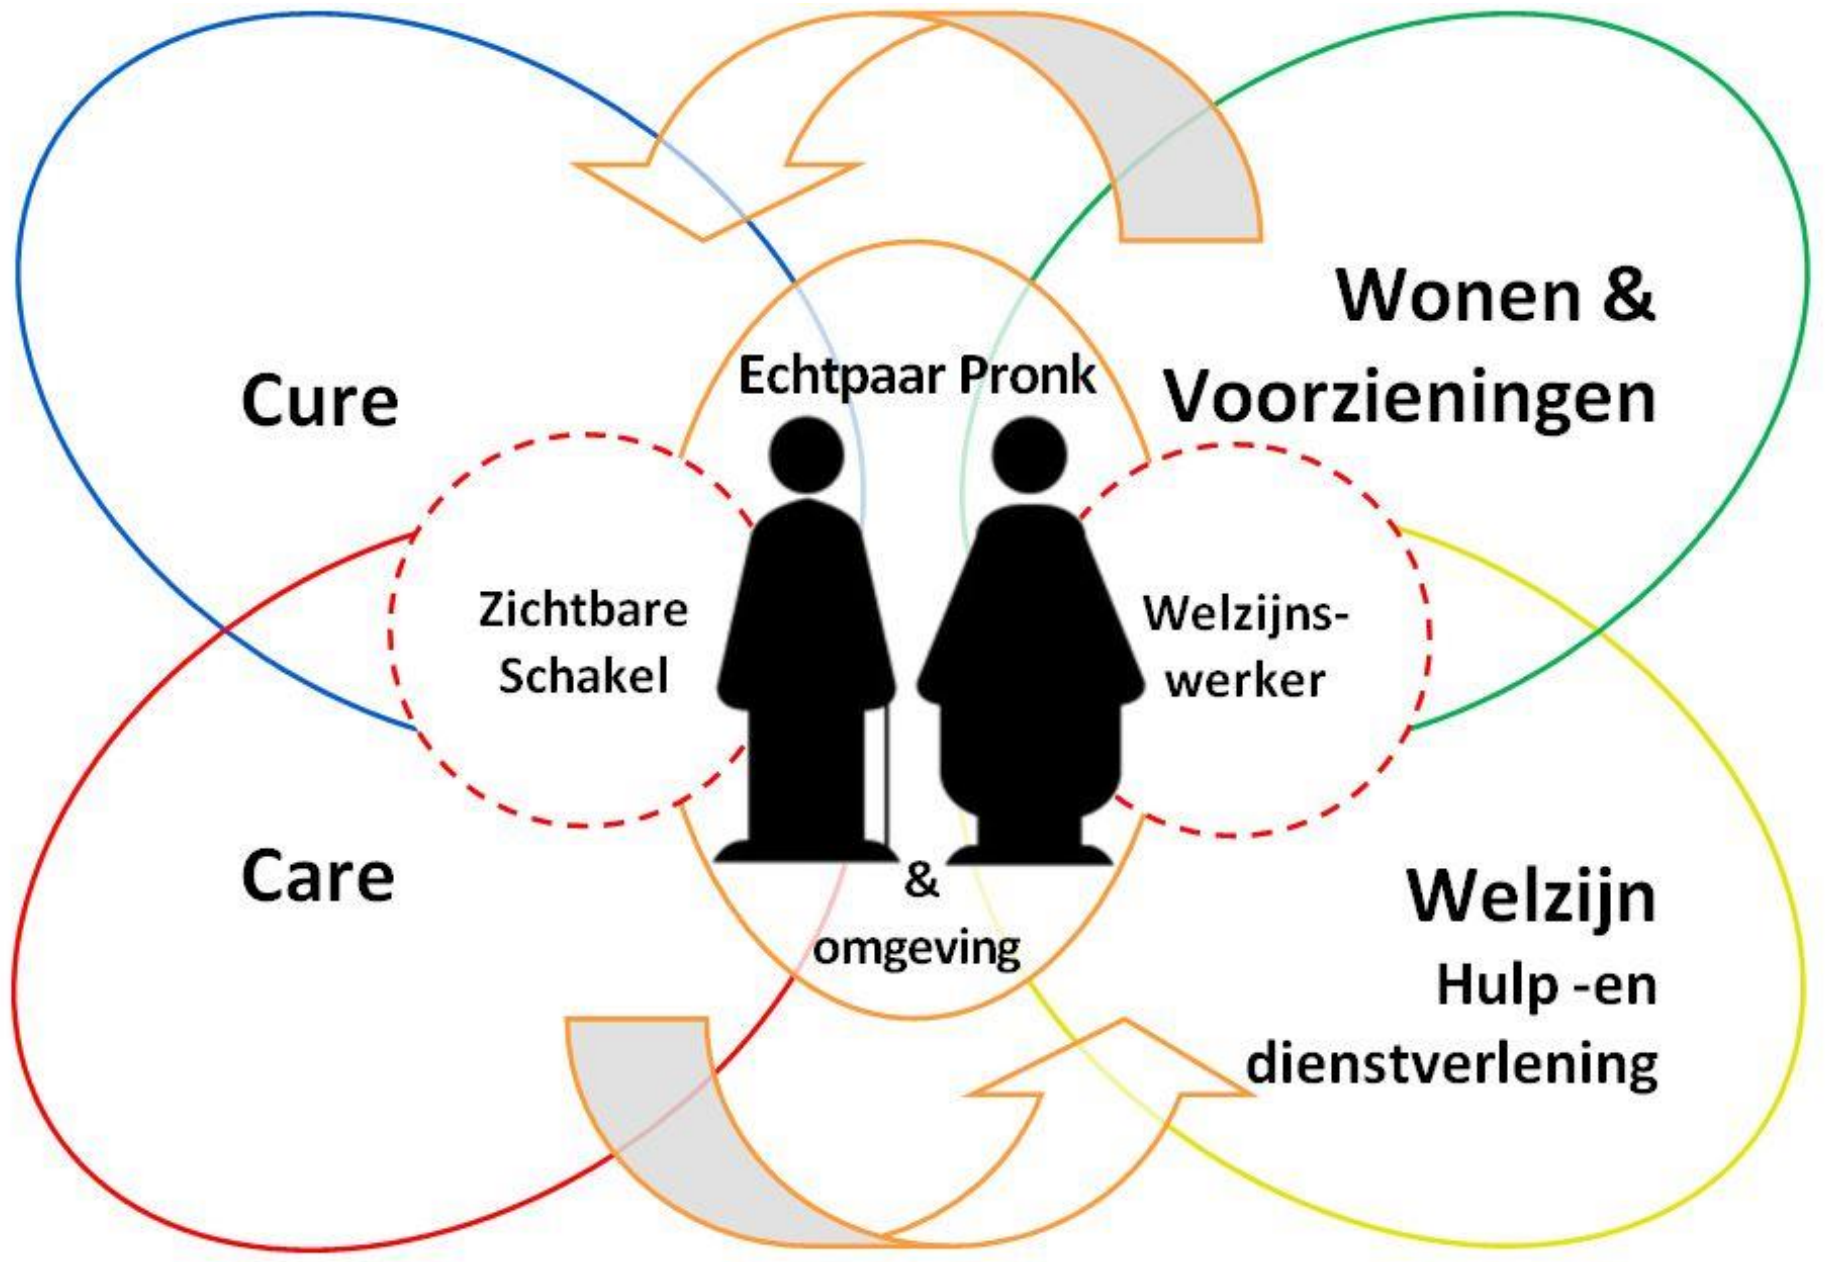 Wonen &
Voorzieningen
Cure
Echtpaar Pronk
Zichtbare
Schakel
Welzijns-
werker
Care
&
omgeving
Welzijn
Hulp -en
dienstverlening